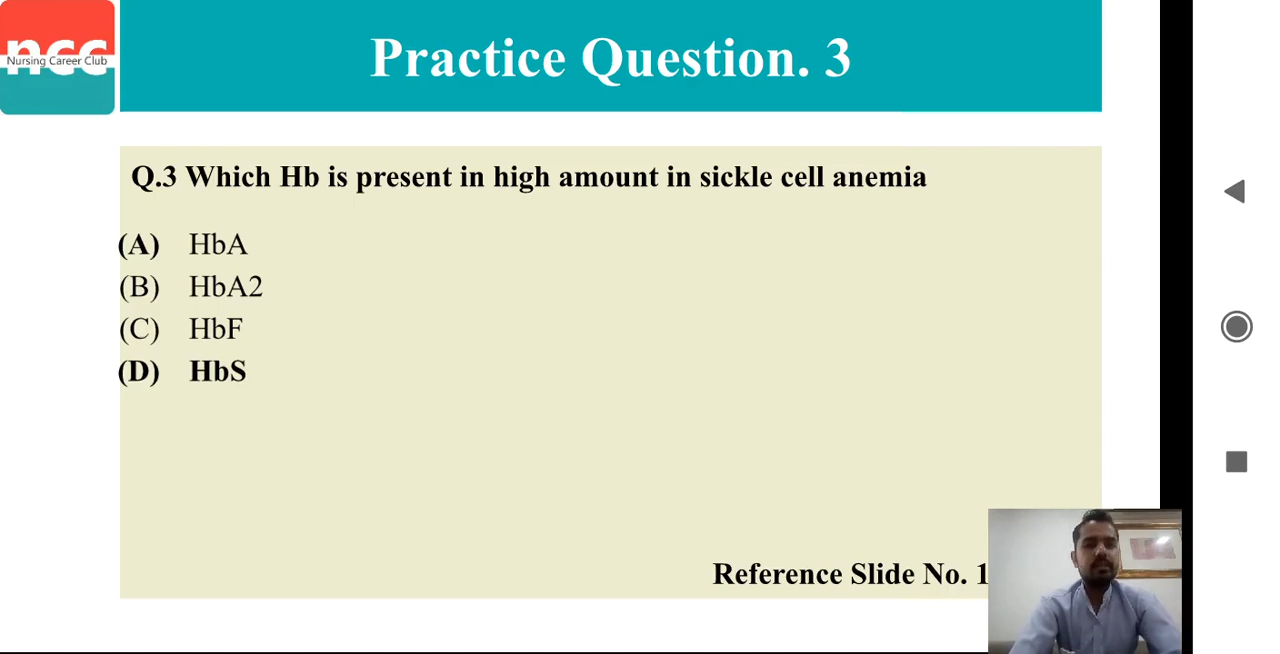 ncc
Nursing Career Club
Practice Question. 3
Q.3 Which Hb is present in high amount in sickle cell anemia
(A) HbA
(B) HbA2
(C) HbF
(D) HbS
Reference Slide No. 1